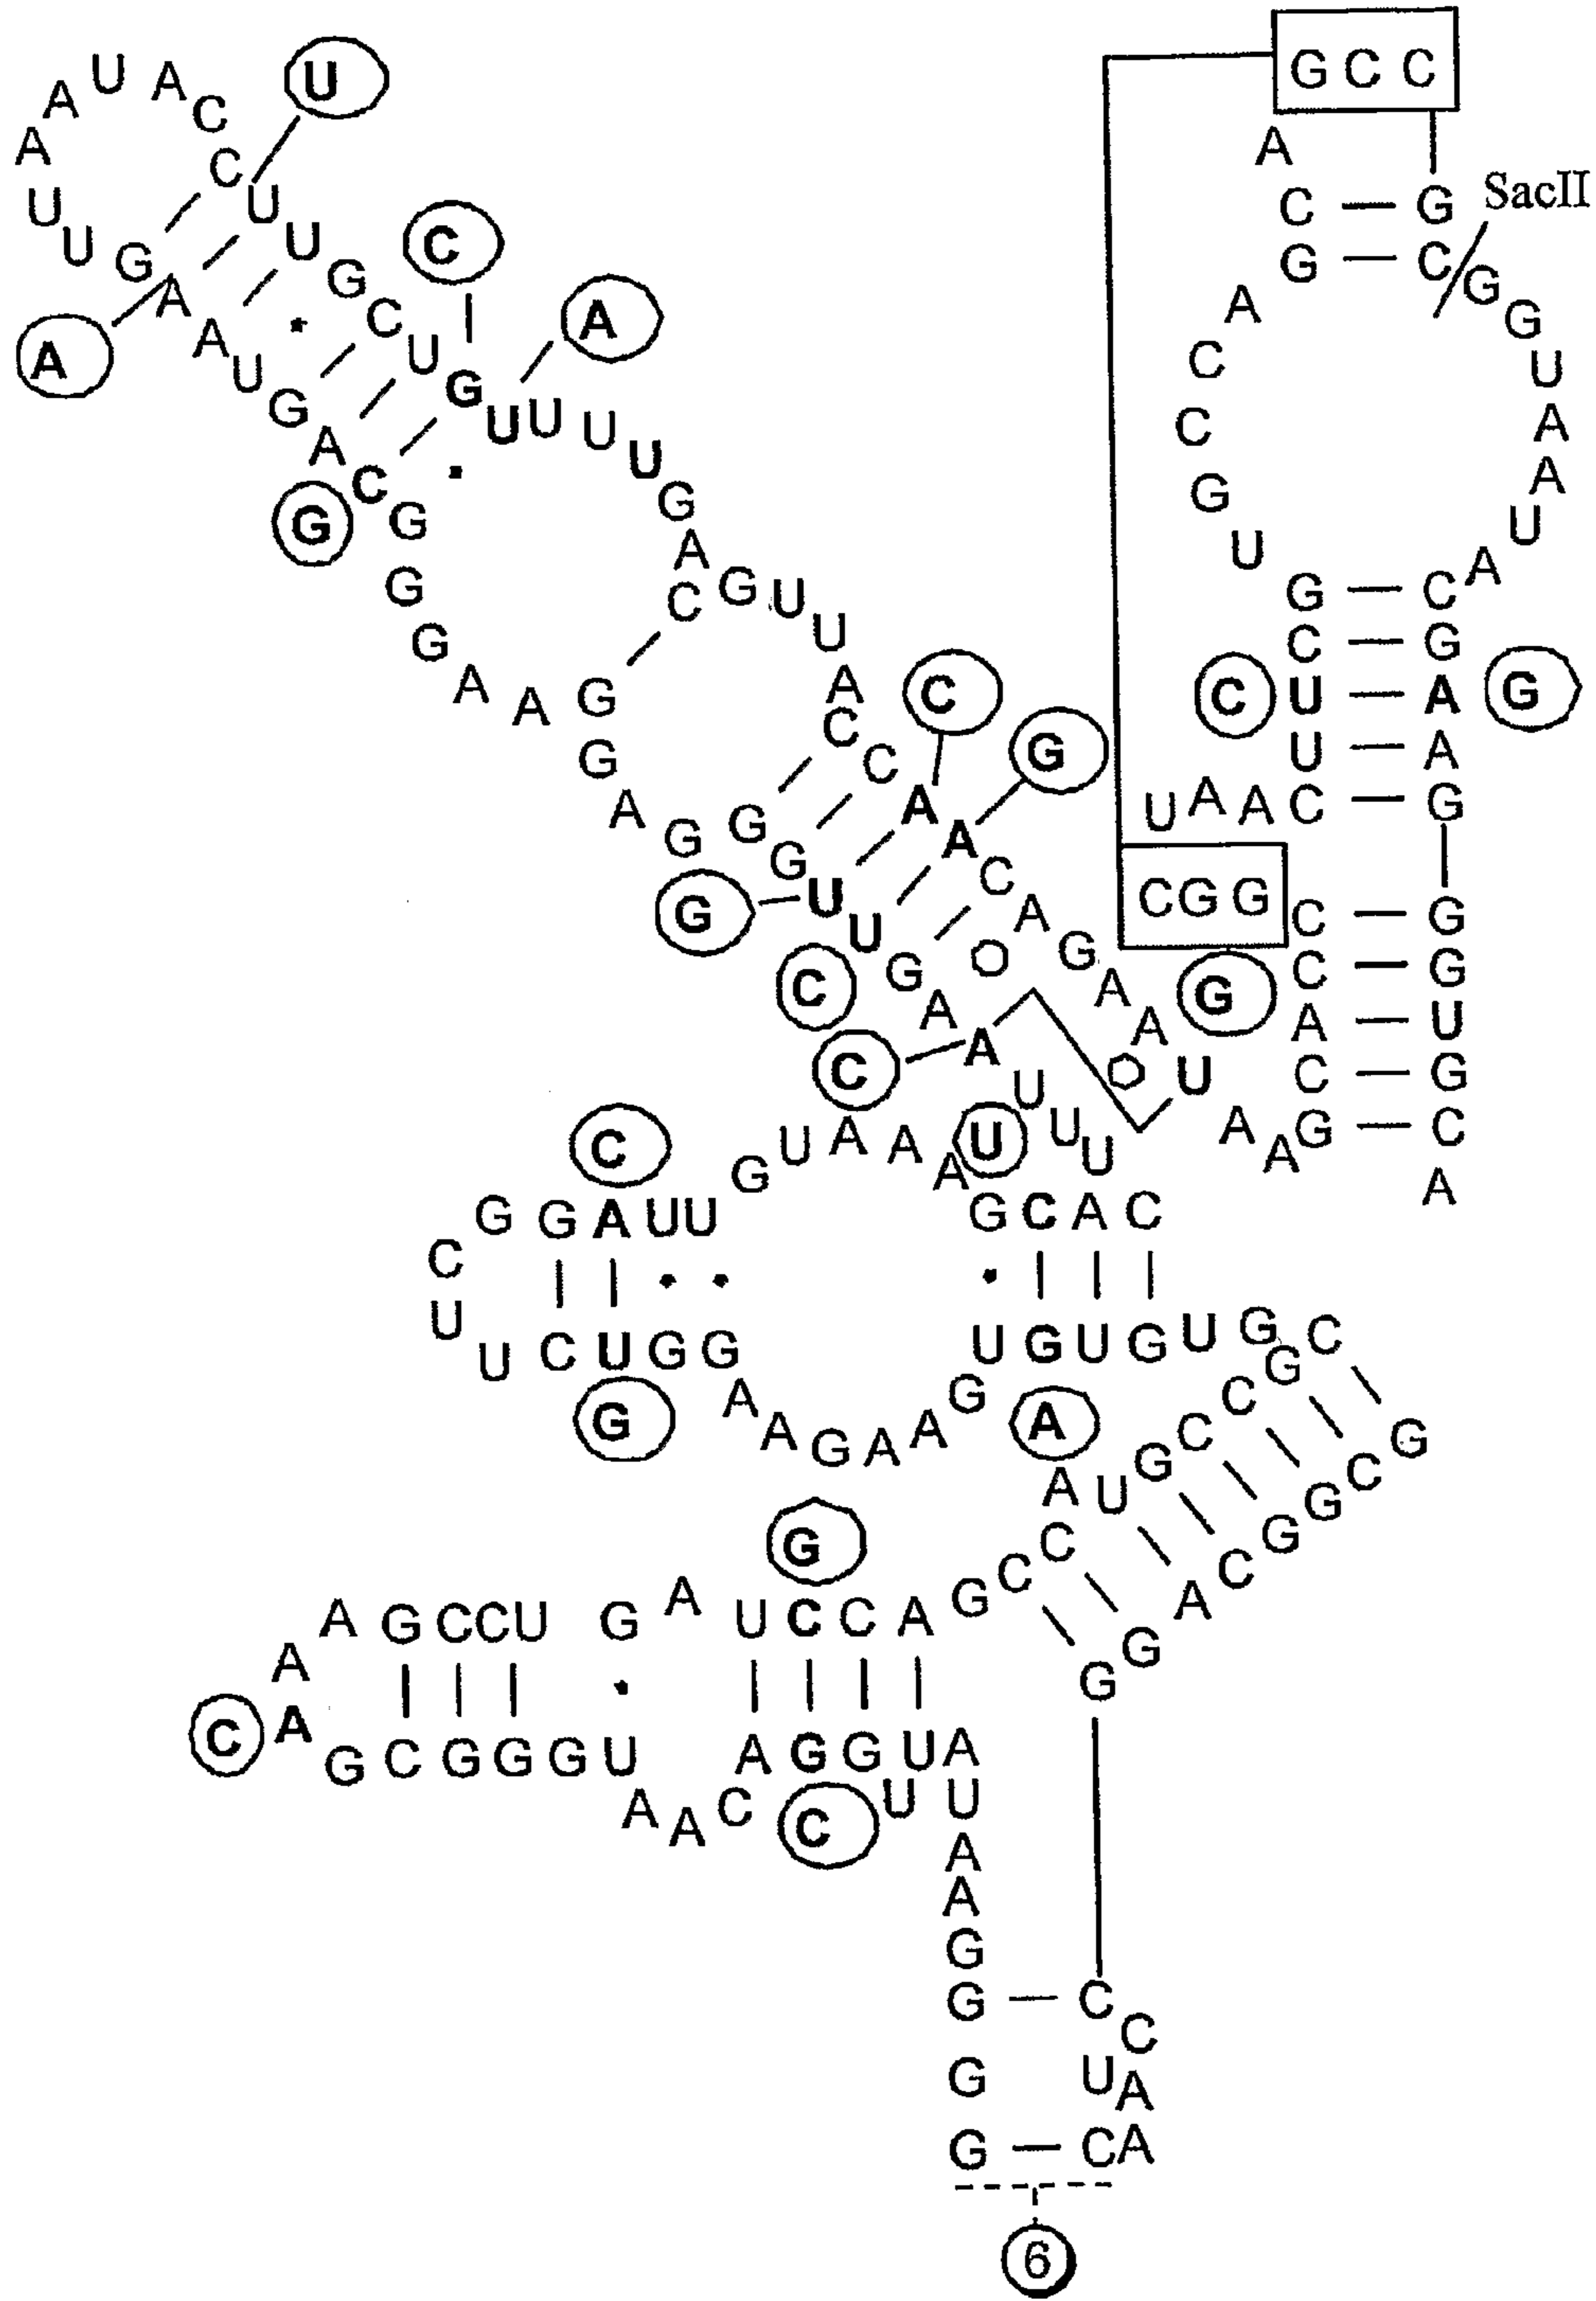 GCC
SacII
U
A A U A C C U U G C U G U U U U G A C G U U A C C A A C A G A A U A A G
C
A
A
A U U G A A U G A C G G G A A G G A G G G U U G A A U U U U
G
C
G
G
C
C
U
A C G A C C G U G C U U C A A U
G C G G U A A U A C G A A G G G U G C A
C
G
CGG
G
C C A C G
G U A A A G C A C
C
G G A U U
C
U
U C U G G A A G A A G U G U G U G G C
G
A
A U G C C G
C C G A C C U A G U C C G A A
G
G G A C G G C G
A
C A
G C G G G U A A C A G G U U A U A A G G G G
C
C C U A C A
6